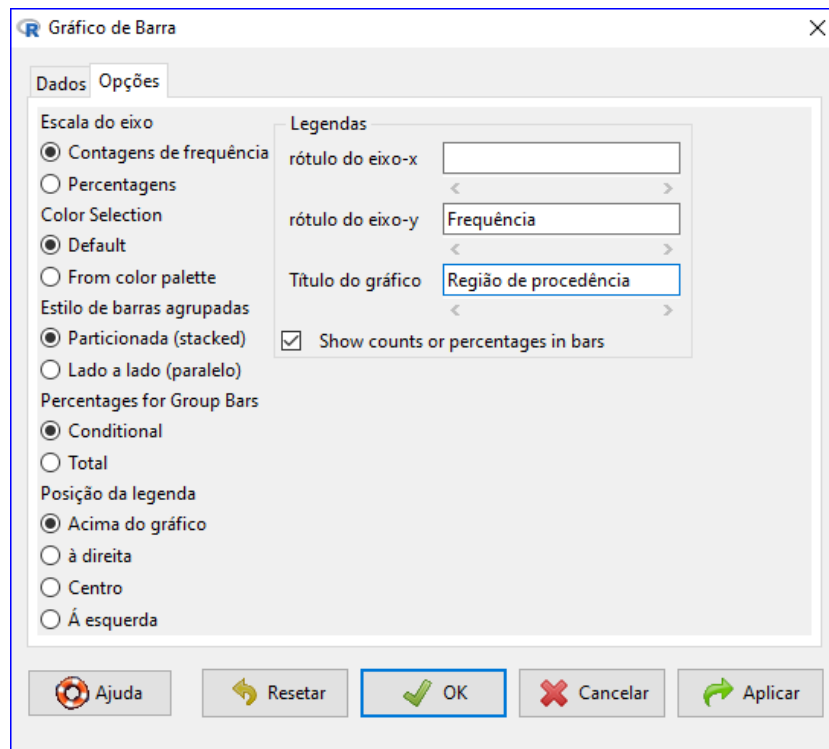 Gráfico de Barra
Dados
Opções
Escala do eixo
Contagens de frequência
Percentagens
Color Selection
Default
From color palette
Estilo de barras agrupadas
Particionada (stacked)
Lado a lado (paralelo)
Percentages for Group Bars
Conditional
Total
Posição da legenda
Acima do gráfico
à direita
Centro
Á esquerda
Legendas
rótulo do eixo-x
rótulo do eixo-y Frequência
Título do gráfico Região de procedência
Show counts or percentages in bars
Ajuda Resetar OK Cancelar Aplicar